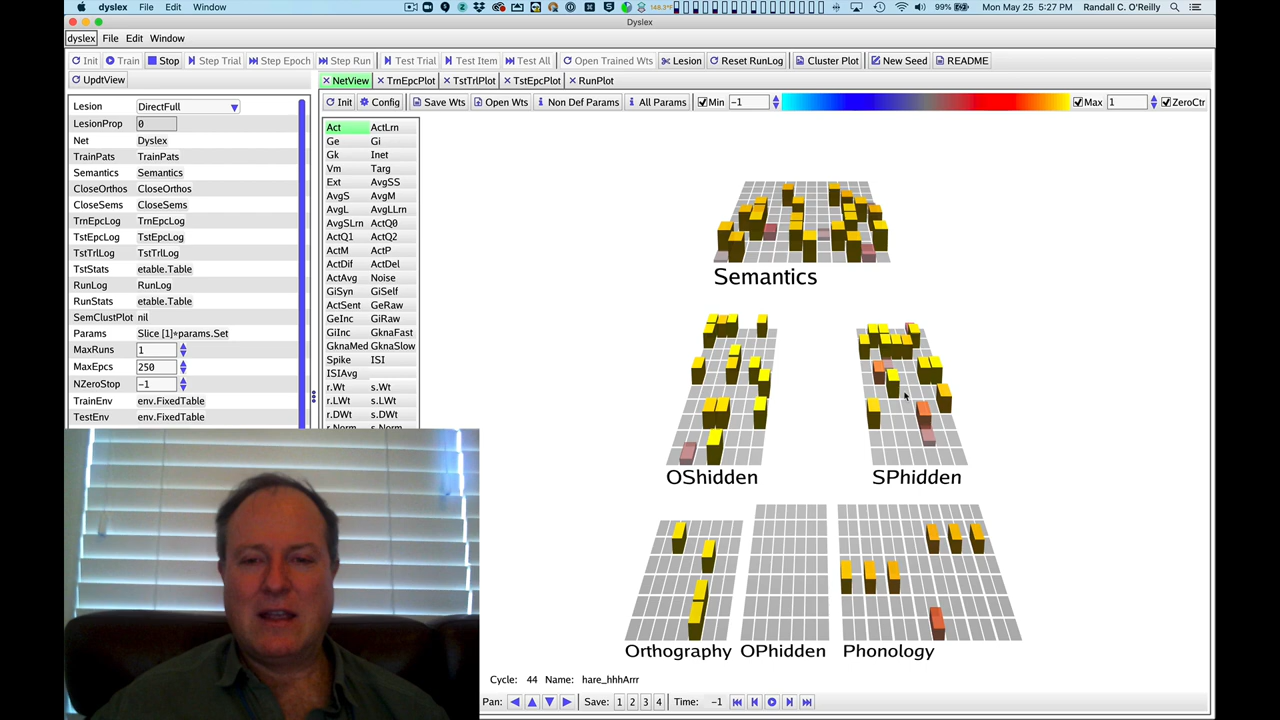 dyslex File Edit Window 148.3°F 99% Mon May 25 5:27 PM Randall C. O'Reilly
Dyslex
dyslex File Edit Window
Init Train Stop Step Trial Step Epoch Step Run Test Trial Test Item Test All Open Trained Wts Lesion Reset RunLog Cluster Plot New Seed README
UpdtView
NetView TrnEpcPlot TstTrlPlot TstEpcPlot RunPlot
Init Config Save Wts Open Wts Non Def Params All Params Min -1 Max 1 ZeroCtr
Lesion DirectFull
LesionProp 0
Net Dyslex
TrainPats TrainPats
Semantics Semantics
CloseOrthos CloseOrthos
CloseSems CloseSems
TrnEpcLog TrnEpcLog
TstEpcLog TstEpcLog
TstTrlLog TstTrlLog
TstStats etable.Table
RunLog RunLog
RunStats etable.Table
SemClustPlot nil
Params Slice [1]*params.Set
MaxRuns 1
MaxEpcs 250
NZeroStop -1
TrainEnv env.FixedTable
TestEnv env.FixedTable
Act ActLrn
Ge Gi
Gk Inet
Vm Targ
Ext AvgSS
AvgS AvgM
AvgL AvgLLrn
AvgSLrn ActQ0
ActQ1 ActQ2
ActM ActP
ActDif ActDel
ActAvg Noise
GiSyn GiSelf
ActSent GeRaw
GeInc GiRaw
GiInc GknaFast
GknaMed GknaSlow
Spike ISI
ISIAvg
r.Wt s.Wt
r.LWt s.LWt
r.DWt s.DWt
r.Norm s.Norm
Semantics
OShidden SPhidden
Orthography OPhidden Phonology
Cycle: 44 Name: hare_hhhArrr
Pan: Save: 1 2 3 4 Time: -1